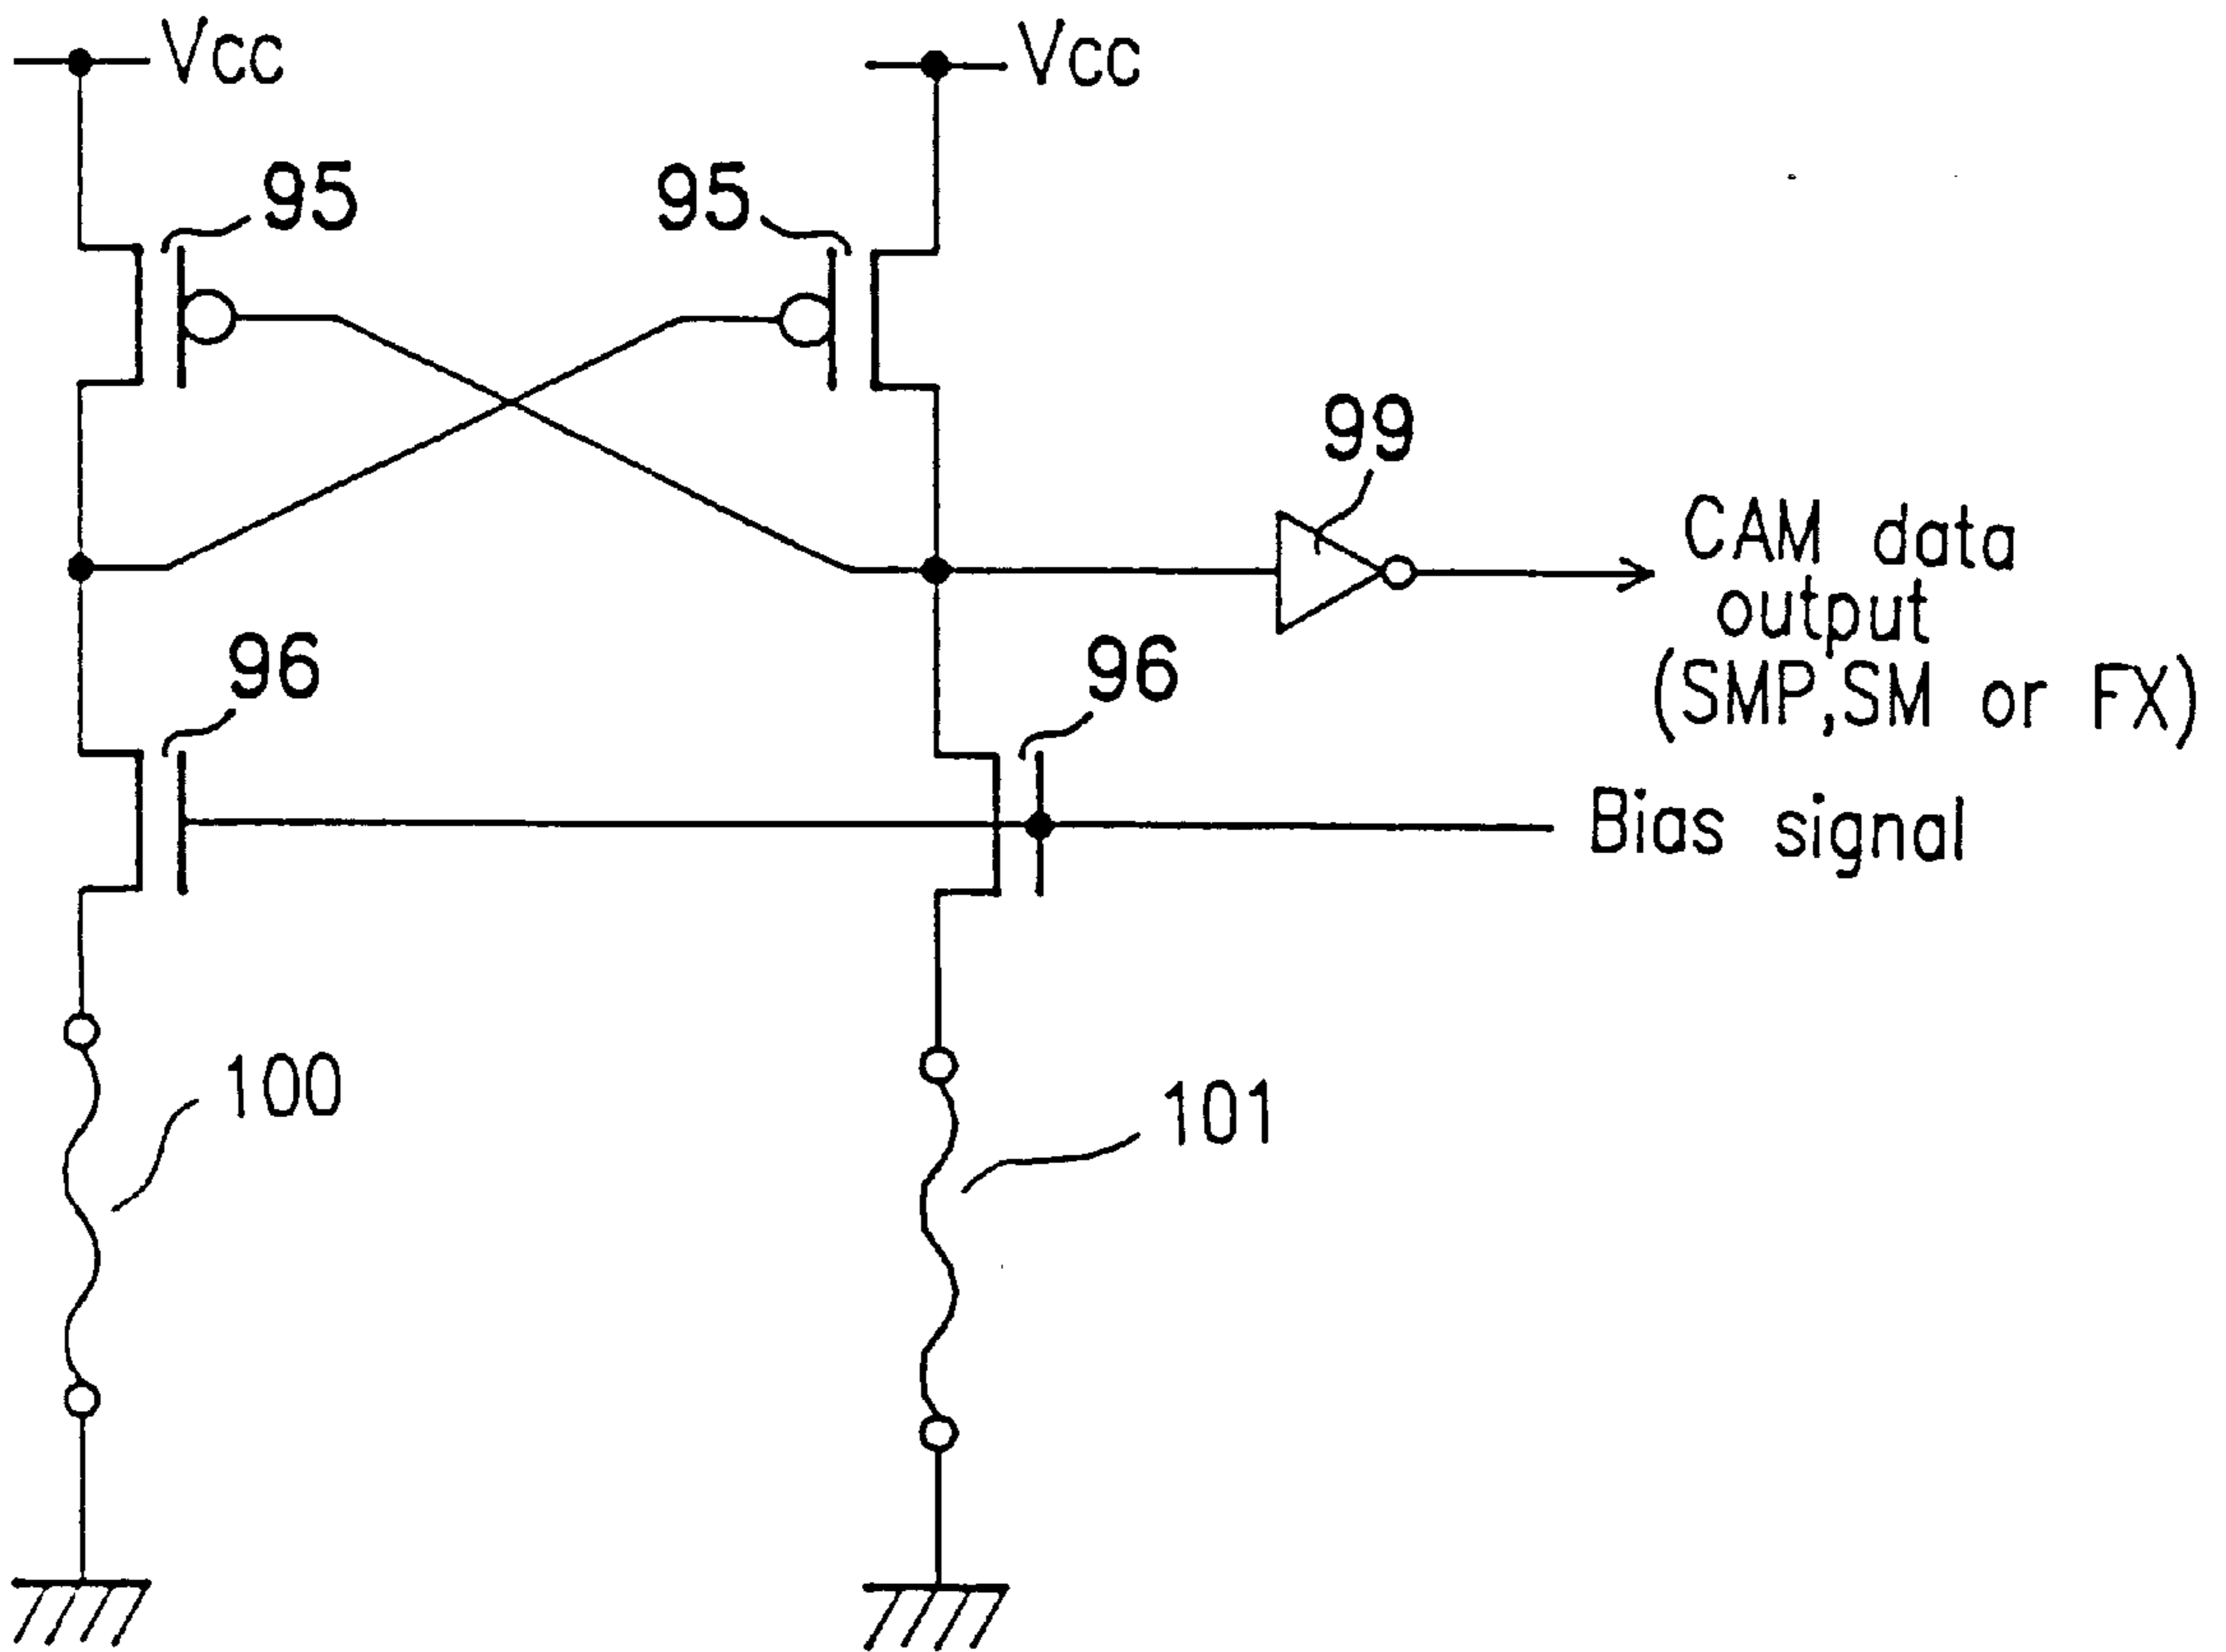 Vcc
Vcc
95
95
99
CAM data
output
(SMP,SM or FX)
96
96
Bias signal
100
101